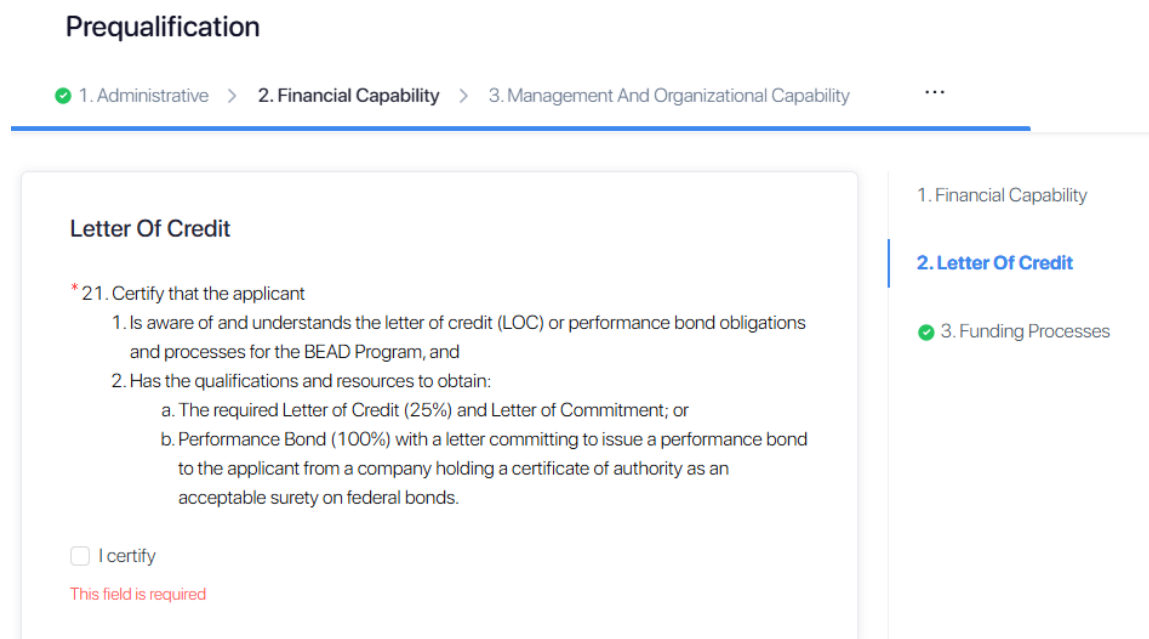 Prequalification
1. Administrative > 2. Financial Capability > 3. Management And Organizational Capability ...
Letter Of Credit
* 21. Certify that the applicant
1. Is aware of and understands the letter of credit (LOC) or performance bond obligations
and processes for the BEAD Program, and
2. Has the qualifications and resources to obtain:
a. The required Letter of Credit (25%) and Letter of Commitment; or
b. Performance Bond (100%) with a letter committing to issue a performance bond
to the applicant from a company holding a certificate of authority as an
acceptable surety on federal bonds.
I certify
This field is required
1. Financial Capability
2. Letter Of Credit
3. Funding Processes